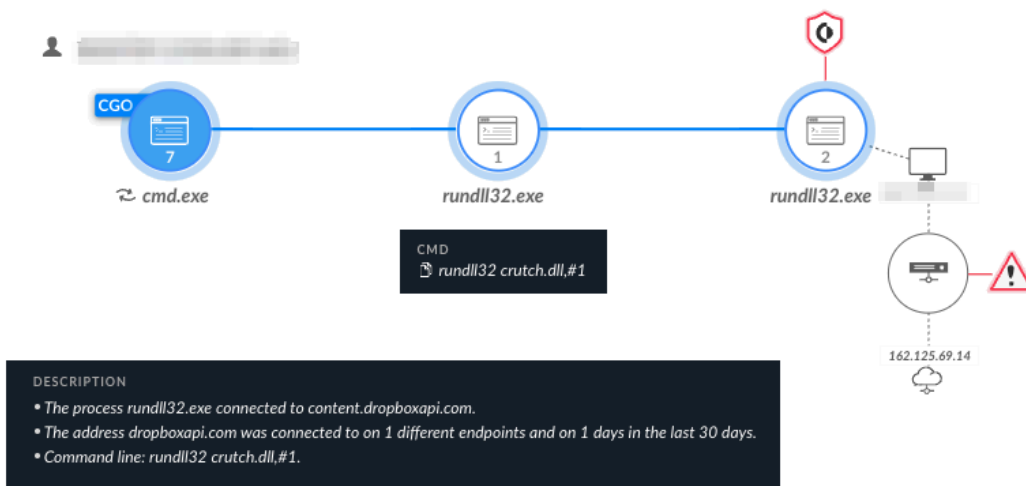 CGO
7
1
2
cmd.exe
rundll32.exe
rundll32.exe
CMD
rundll32 crutch.dll,#1
162.125.69.14
DESCRIPTION
• The process rundll32.exe connected to content.dropboxapi.com.
• The address dropboxapi.com was connected to on 1 different endpoints and on 1 days in the last 30 days.
• Command line: rundll32 crutch.dll,#1.